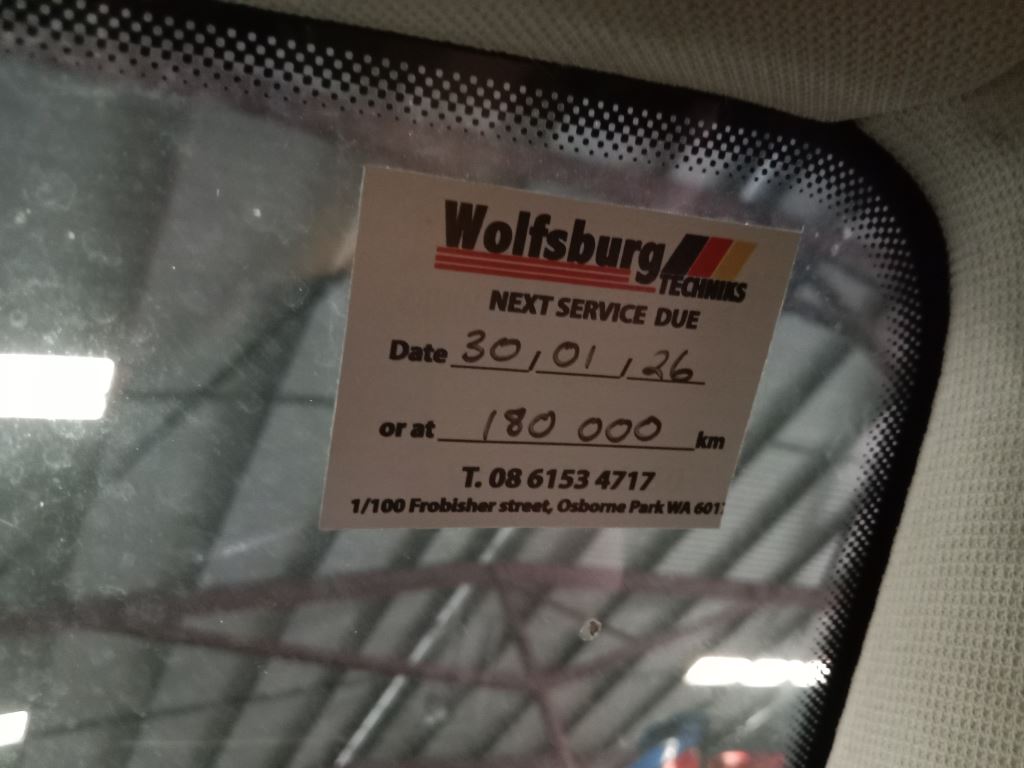 Wolfsburg
TECHNIKS
NEXT SERVICE DUE
Date 30/01/26
or at 180 000 km
T. 08 6153 4717
1/100 Frobisher street, Osborne Park WA